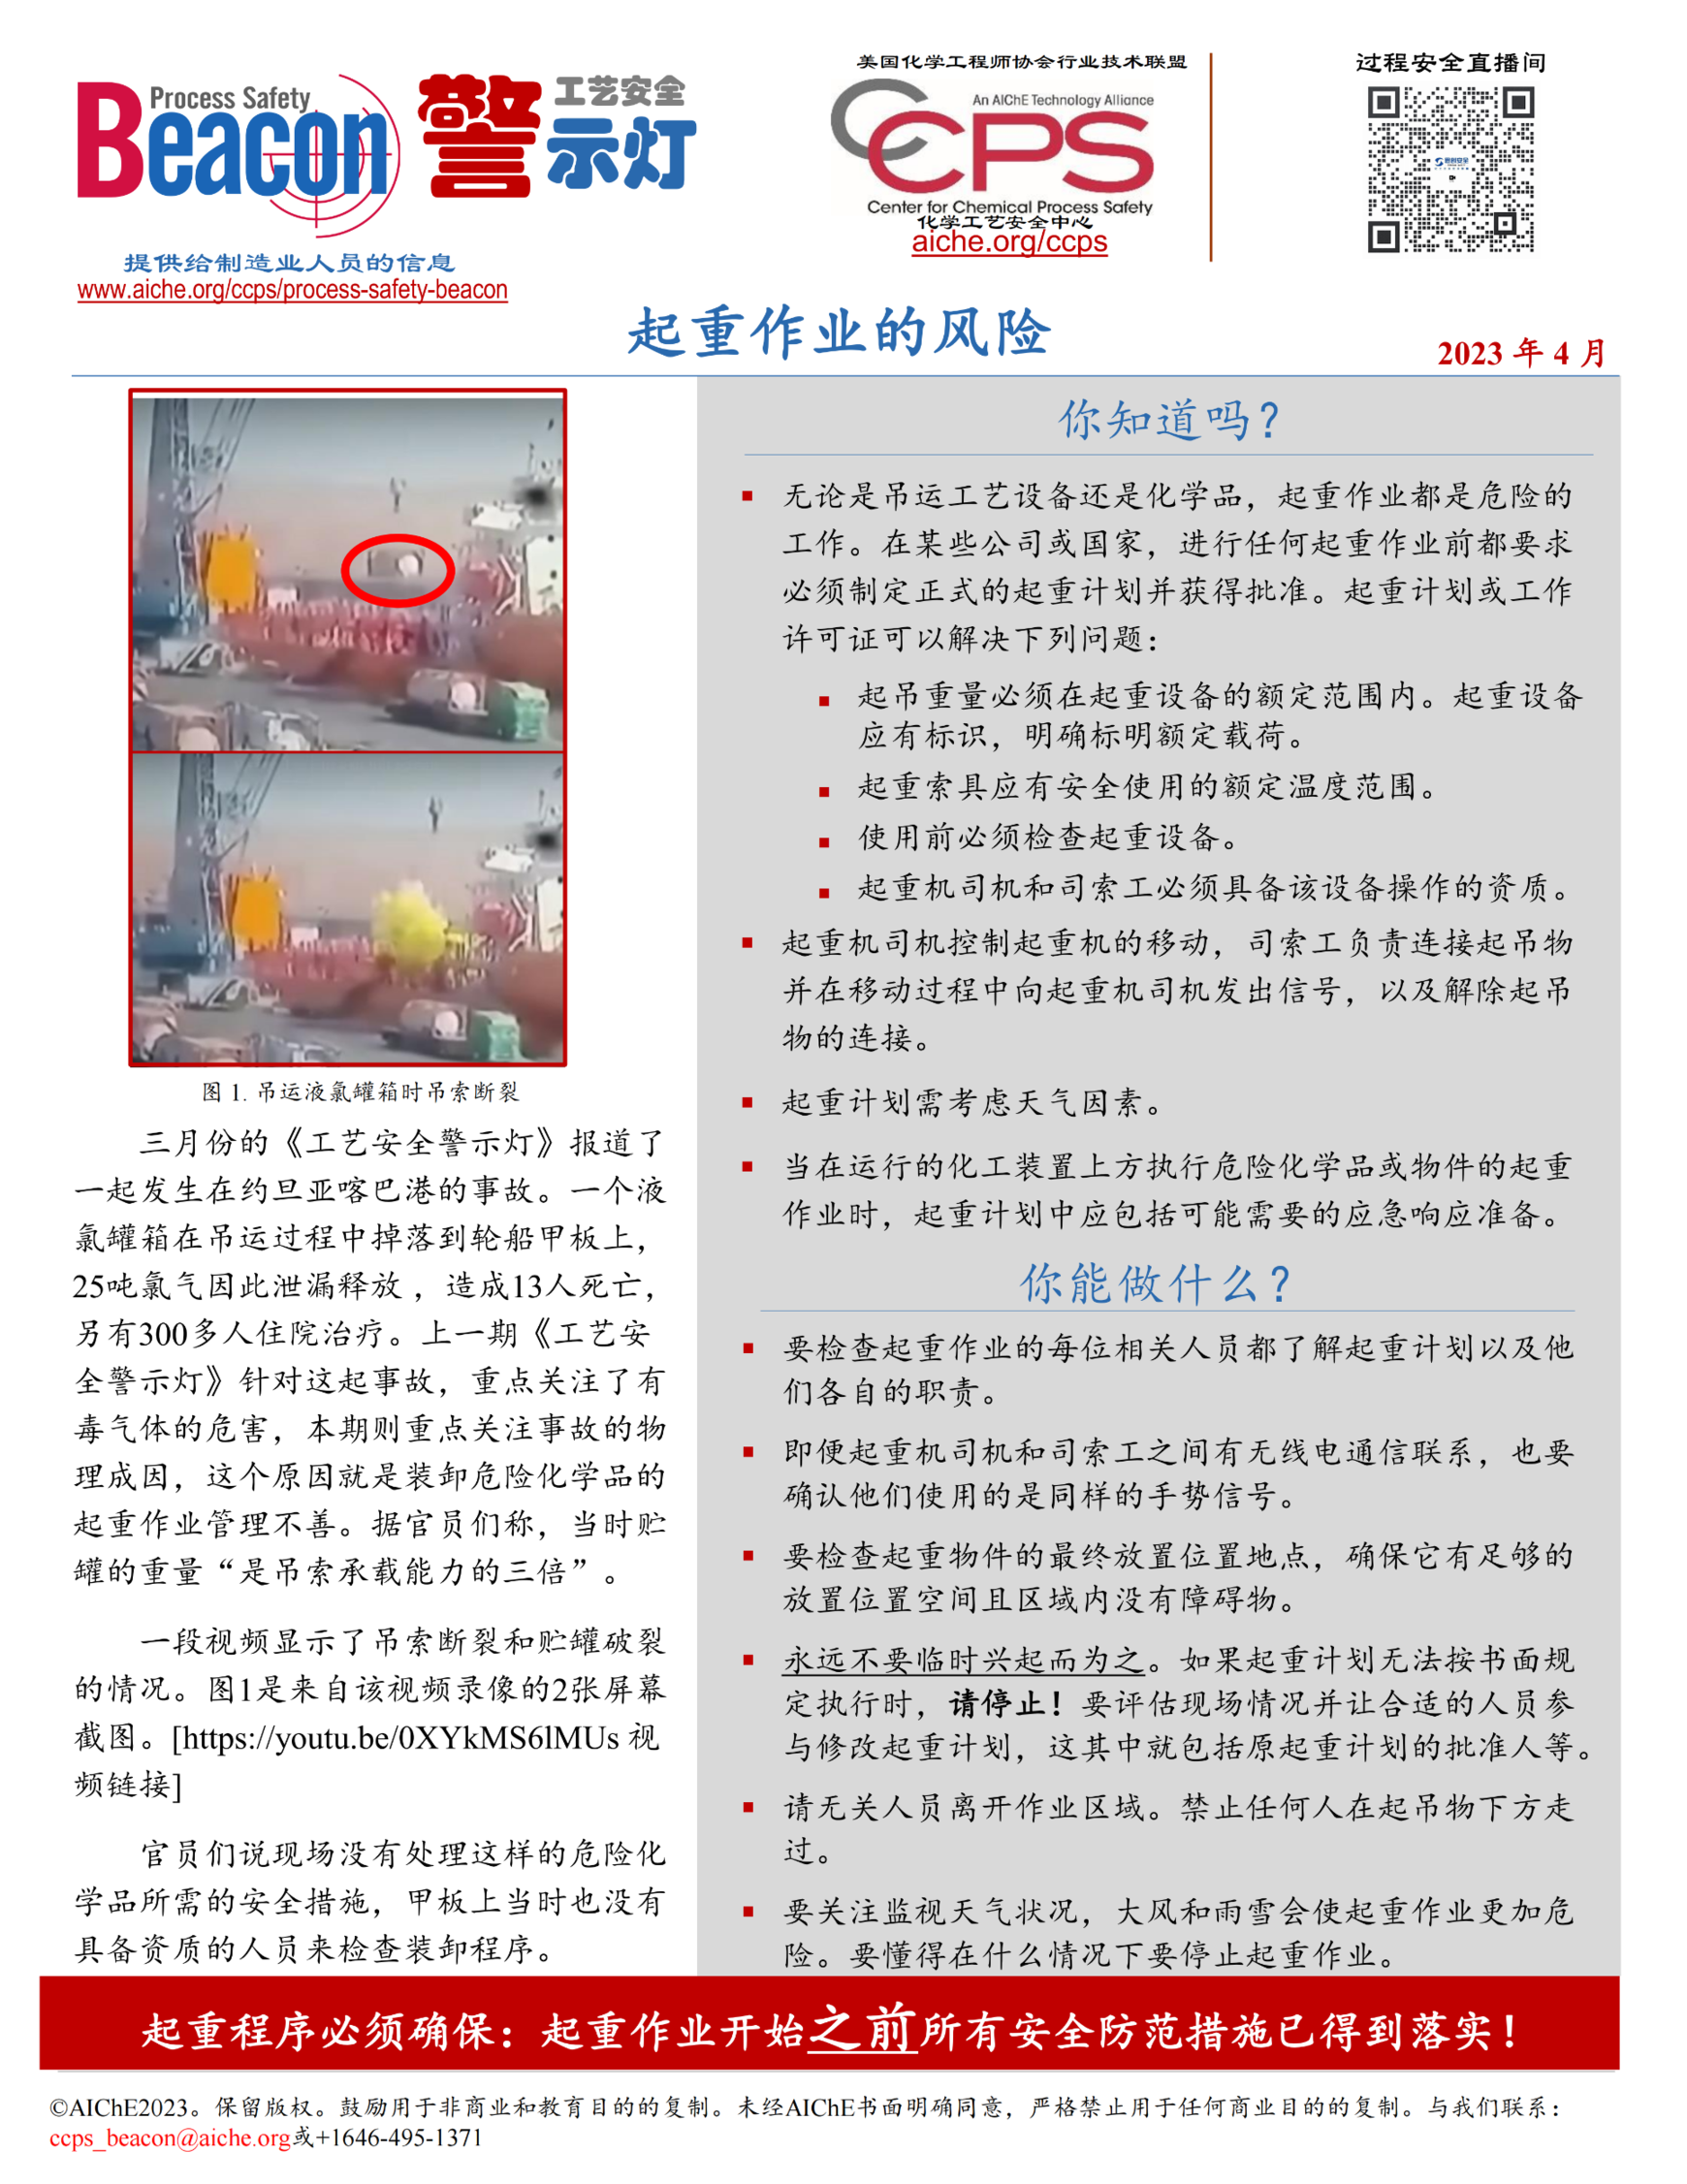 Process Safety
Beacon
警示灯
工艺安全
提供给制造业人员的信息
www.aiche.org/ccps/process-safety-beacon
美国化学工程师协会行业技术联盟
An AIChE Technology Alliance
CCPS
Center for Chemical Process Safety
化学工艺安全中心
aiche.org/ccps
过程安全直播间
起重作业的风险
2023 年 4 月
图 1. 吊运液氯罐箱时吊索断裂
三月份的《工艺安全警示灯》报道了
一起发生在约旦亚喀巴港的事故。一个液
氯罐箱在吊运过程中掉落到轮船甲板上，
25吨氯气因此泄漏释放 ，造成13人死亡，
另有300多人住院治疗。上一期《工艺安
全警示灯》针对这起事故，重点关注了有
毒气体的危害，本期则重点关注事故的物
理成因，这个原因就是装卸危险化学品的
起重作业管理不善。据官员们称，当时贮
罐的重量“是吊索承载能力的三倍”。
一段视频显示了吊索断裂和贮罐破裂
的情况。图1是来自该视频录像的2张屏幕
截图。[https://youtu.be/0XYkMS6lMUs 视
频链接]
官员们说现场没有处理这样的危险化
学品所需的安全措施，甲板上当时也没有
具备资质的人员来检查装卸程序。
你知道吗？
▪ 无论是吊运工艺设备还是化学品，起重作业都是危险的
工作。在某些公司或国家，进行任何起重作业前都要求
必须制定正式的起重计划并获得批准。起重计划或工作
许可证可以解决下列问题：
▪ 起吊重量必须在起重设备的额定范围内。起重设备
应有标识，明确标明额定载荷。
▪ 起重索具应有安全使用的额定温度范围。
▪ 使用前必须检查起重设备。
▪ 起重机司机和司索工必须具备该设备操作的资质。
▪ 起重机司机控制起重机的移动，司索工负责连接起吊物
并在移动过程中向起重机司机发出信号，以及解除起吊
物的连接。
▪ 起重计划需考虑天气因素。
▪ 当在运行的化工装置上方执行危险化学品或物件的起重
作业时，起重计划中应包括可能需要的应急响应准备。
你能做什么？
▪ 要检查起重作业的每位相关人员都了解起重计划以及他
们各自的职责。
▪ 即便起重机司机和司索工之间有无线电通信联系，也要
确认他们使用的是同样的手势信号。
▪ 要检查起重物件的最终放置位置地点，确保它有足够的
放置位置空间且区域内没有障碍物。
▪ 永远不要临时兴起而为之。如果起重计划无法按书面规
定执行时，请停止！要评估现场情况并让合适的人员参
与修改起重计划，这其中就包括原起重计划的批准人等。
▪ 请无关人员离开作业区域。禁止任何人在起吊物下方走
过。
▪ 要关注监视天气状况，大风和雨雪会使起重作业更加危
险。要懂得在什么情况下要停止起重作业。
起重程序必须确保：起重作业开始之前所有安全防范措施已得到落实！
©AIChE2023。保留版权。鼓励用于非商业和教育目的的复制。未经AIChE书面明确同意，严格禁止用于任何商业目的的复制。与我们联系：
ccps_beacon@aiche.org或+1646-495-1371